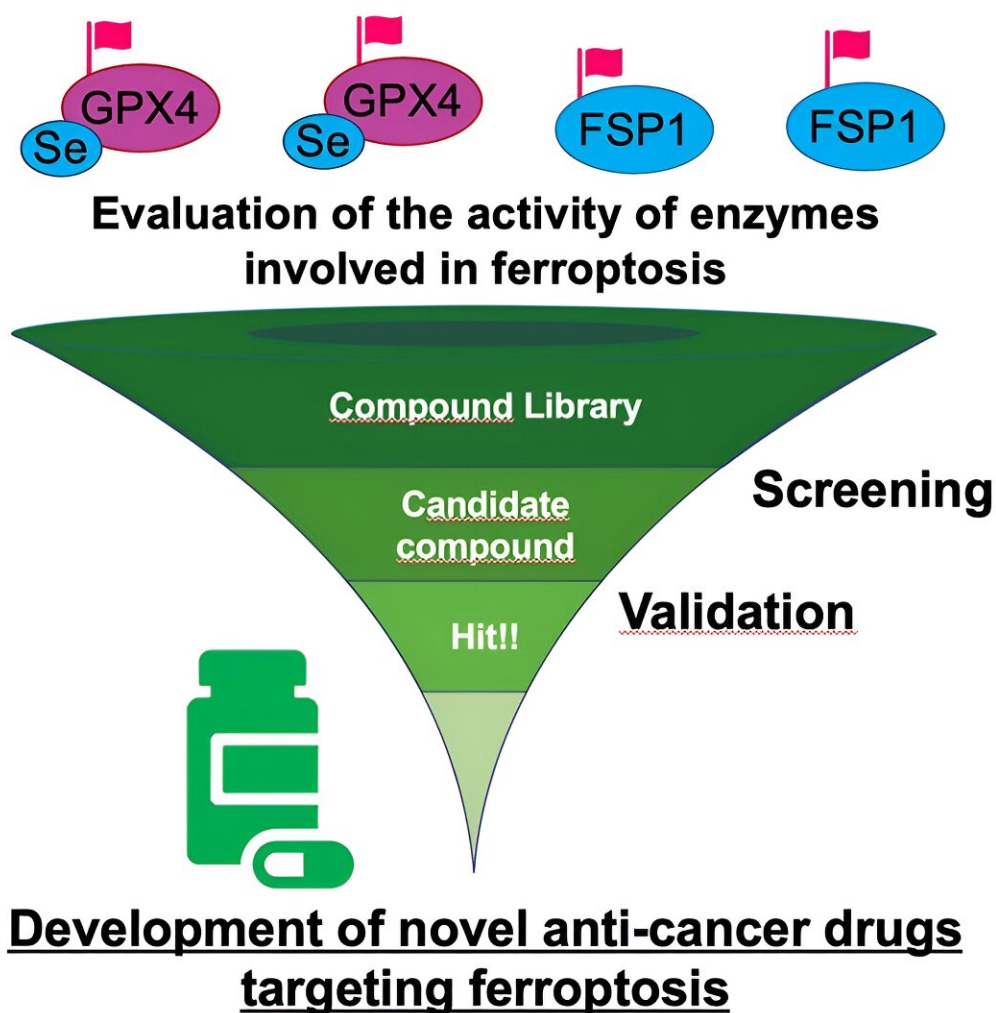 GPX4
Se
GPX4
Se
FSP1
FSP1
Evaluation of the activity of enzymes
involved in ferroptosis
Compound Library
Candidate
compound
Screening
Hit!!
Validation
Development of novel anti-cancer drugs
targeting ferroptosis